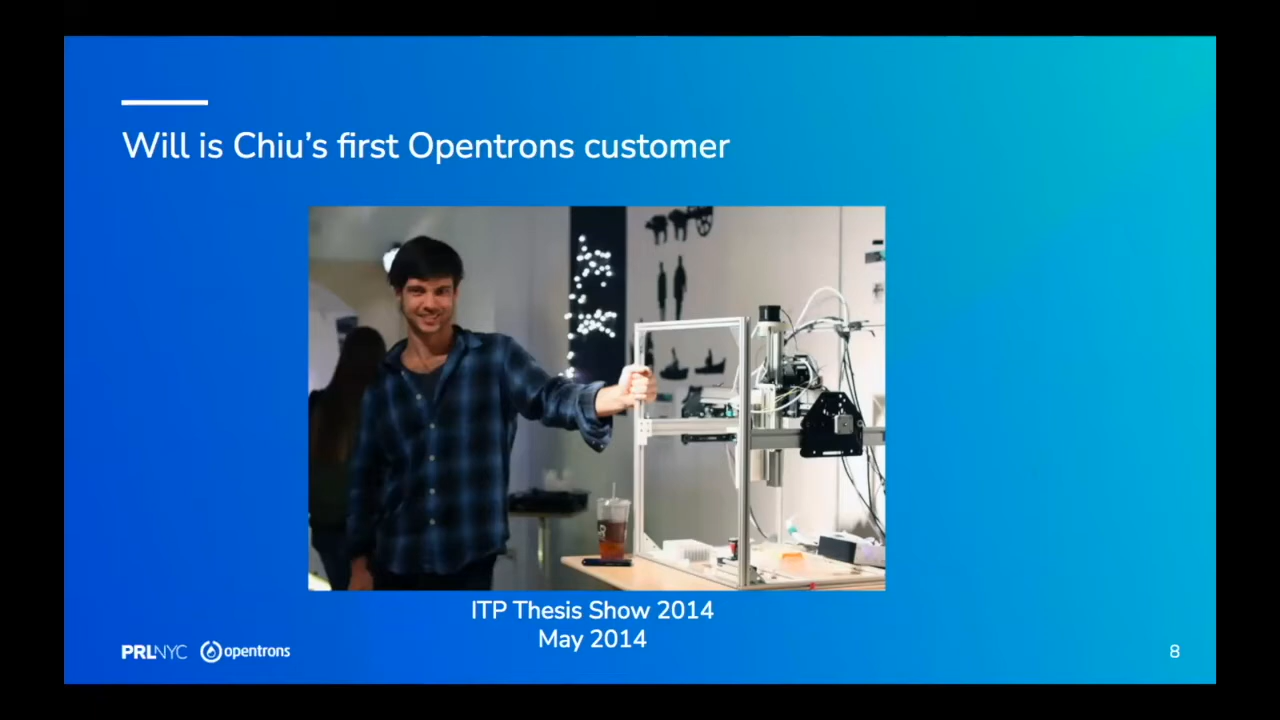 Will is Chiu's first Opentrons customer
ITP Thesis Show 2014
May 2014
PRLNYC opentrons
8